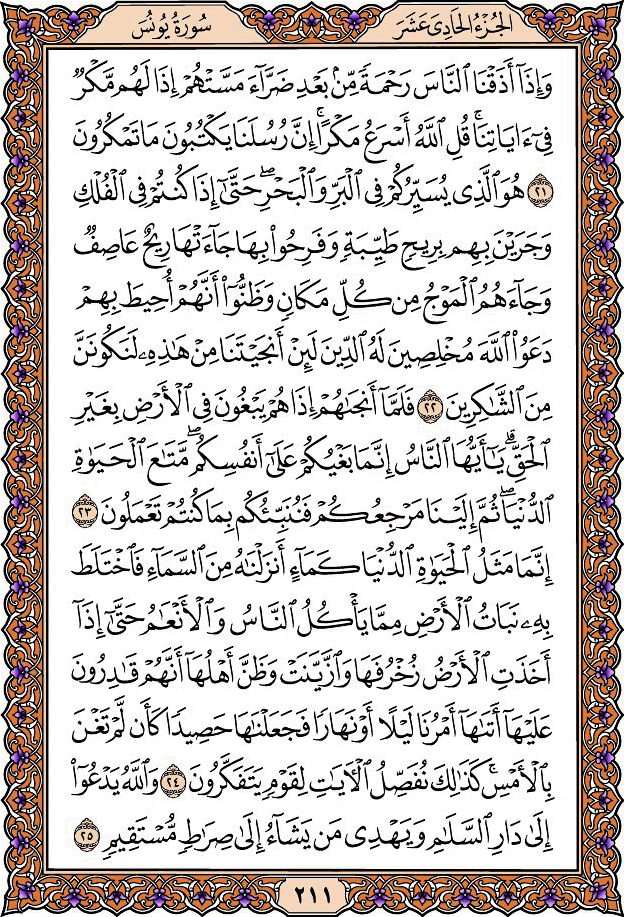 الجُزْءُ الحَادِى عَشَرَ
سُورَةُ يُونُسَ
وَإِذَآ أَذَقْنَا ٱلنَّاسَ رَحْمَةً مِّنۢ بَعْدِ ضَرَّآءَ مَسَّتْهُمْ إِذَا لَهُم مَّكْرٌ
فِىٓ ءَايَاتِنَاۚ قُلِ ٱللَّهُ أَسْرَعُ مَكْرًاۚ إِنَّ رُسُلَنَا يَكْتُبُونَ مَا تَمْكُرُونَ
٢١ هُوَ ٱلَّذِى يُسَيِّرُكُمْ فِى ٱلْبَرِّ وَٱلْبَحْرِۖ حَتَّىٰٓ إِذَا كُنتُمْ فِى ٱلْفُلْكِ
وَجَرَيْنَ بِهِم بِرِيحٍ طَيِّبَةٍ وَفَرِحُوا۟ بِهَا جَآءَتْهَا رِيحٌ عَاصِفٌ
وَجَآءَهُمُ ٱلْمَوْجُ مِن كُلِّ مَكَانٍ وَظَنُّوٓا۟ أَنَّهُمْ أُحِيطَ بِهِمْ
دَعَوُا۟ ٱللَّهَ مُخْلِصِينَ لَهُ ٱلدِّينَ لَئِنْ أَنجَيْتَنَا مِنْ هَٰذِهِۦ لَنَكُونَنَّ
مِنَ ٱلشَّٰكِرِينَ ٢٢ فَلَمَّآ أَنجَىٰهُمْ إِذَا هُمْ يَبْغُونَ فِى ٱلْأَرْضِ بِغَيْرِ
ٱلْحَقِّۗ يَٰٓأَيُّهَا ٱلنَّاسُ إِنَّمَا بَغْيُكُمْ عَلَىٰٓ أَنفُسِكُمۖ مَّتَٰعَ ٱلْحَيَوٰةِ
ٱلدُّنْيَاۖ ثُمَّ إِلَيْنَا مَرْجِعُكُمْ فَنُنَبِّئُكُم بِمَا كُنتُمْ تَعْمَلُونَ ٢٣
إِنَّمَا مَثَلُ ٱلْحَيَوٰةِ ٱلدُّنْيَا كَمَآءٍ أَنزَلْنَٰهُ مِنَ ٱلسَّمَآءِ فَٱخْتَلَطَ
بِهِۦ نَبَاتُ ٱلْأَرْضِ مِمَّا يَأْكُلُ ٱلنَّاسُ وَٱلْأَنْعَٰمُ حَتَّىٰٓ إِذَآ
أَخَذَتِ ٱلْأَرْضُ زُخْرُفَهَا وَٱزَّيَّنَتْ وَظَنَّ أَهْلُهَآ أَنَّهُمْ قَٰدِرُونَ
عَلَيْهَآ أَتَىٰهَآ أَمْرُنَا لَيْلًا أَوْ نَهَارًا فَجَعَلْنَٰهَا حَصِيدًا كَأَن لَّمْ تَغْنَ
بِٱلْأَمْسِۚ كَذَٰلِكَ نُفَصِّلُ ٱلْءَايَٰتِ لِقَوْمٍ يَتَفَكَّرُونَ ٢٤ وَٱللَّهُ يَدْعُوٓا۟
إِلَىٰ دَارِ ٱلسَّلَٰمِ وَيَهْدِى مَن يَشَآءُ إِلَىٰ صِرَٰطٍ مُّسْتَقِيمٍ ٢٥
٢١١